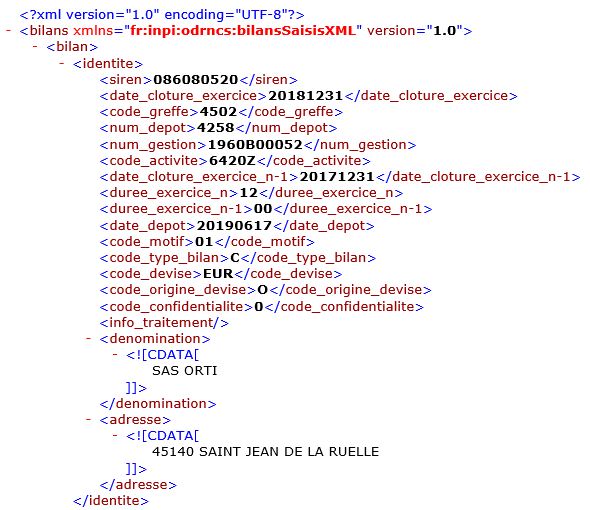 <?xml version="1.0" encoding="UTF-8"?>
- <bilans xmlns="fr:inpi:odrncs:bilansSaisisXML" version="1.0">
- <bilan>
- <identite>
<siren>086080520</siren>
<date_cloture_exercice>20181231</date_cloture_exercice>
<code_greffe>4502</code_greffe>
<num_depot>4258</num_depot>
<num_gestion>1960B00052</num_gestion>
<code_activite>6420Z</code_activite>
<date_cloture_exercice_n-1>20171231</date_cloture_exercice_n-1>
<duree_exercice_n>12</duree_exercice_n>
<duree_exercice_n-1>00</duree_exercice_n-1>
<date_depot>20190617</date_depot>
<code_motif>01</code_motif>
<code_type_bilan>C</code_type_bilan>
<code_devise>EUR</code_devise>
<code_origine_devise>O</code_origine_devise>
<code_confidentialite>0</code_confidentialite>
<info_traitement/>
- <denomination>
- <![CDATA[
SAS ORTI
]]>
</denomination>
- <adresse>
- <![CDATA[
45140 SAINT JEAN DE LA RUELLE
]]>
</adresse>
</identite>